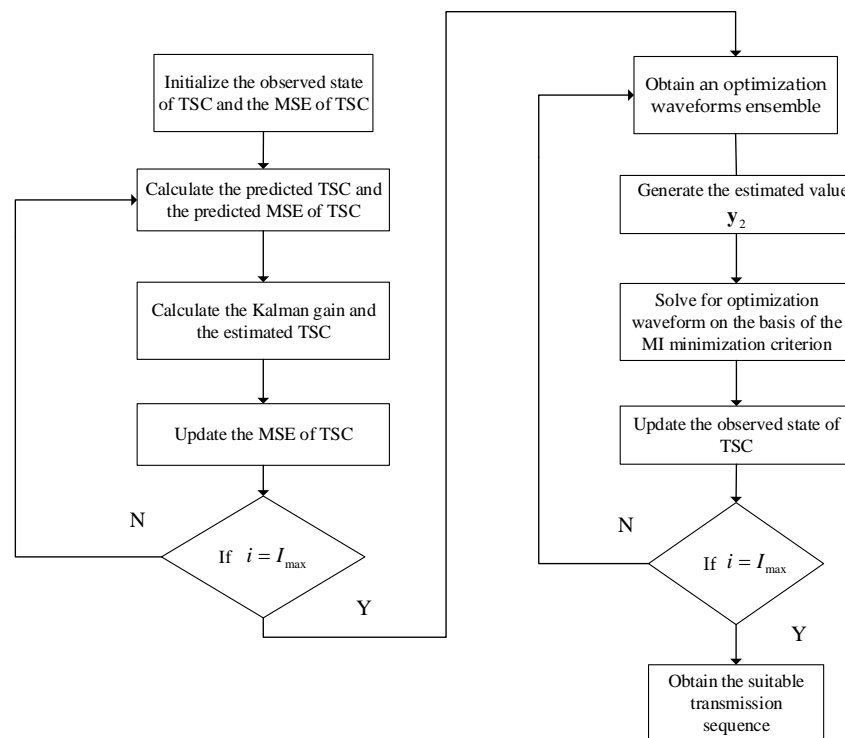 Initialize the observed state
of TSC and the MSE of TSC
Calculate the predicted TSC and
the predicted MSE of TSC
Calculate the Kalman gain and
the estimated TSC
Update the MSE of TSC
N
If i = I_max
Y
Obtain an optimization
waveforms ensemble
Generate the estimated value
y_2
Solve for optimization
waveform on the basis of the
MI minimization criterion
Update the observed state of
TSC
N
If i = I_max
Y
Obtain the suitable
transmission
sequence